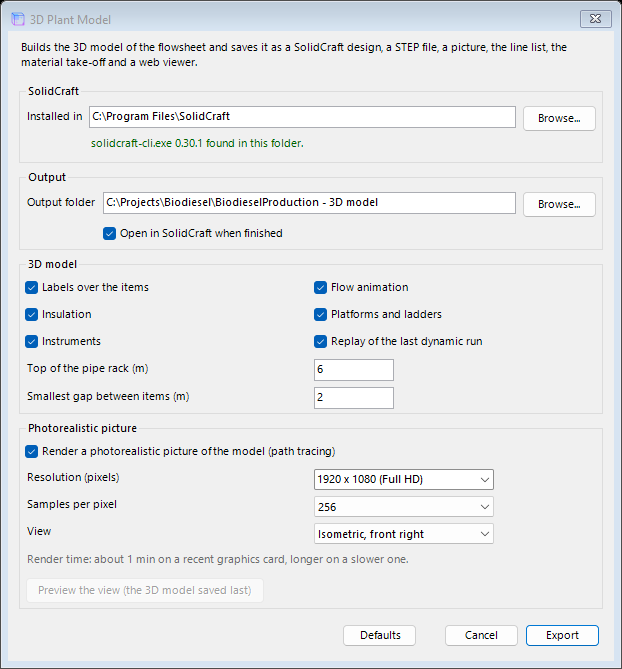 3D Plant Model
Builds the 3D model of the flowsheet and saves it as a SolidCraft design, a STEP file, a picture, the line list, the
material take-off and a web viewer.
SolidCraft
Installed in
C:\Program Files\SolidCraft
Browse...
solidcraft-cli.exe 0.30.1 found in this folder.
Output
Output folder
C:\Projects\Biodiesel\BiodieselProduction - 3D model
Browse...
Open in SolidCraft when finished
3D model
Labels over the items
Flow animation
Insulation
Platforms and ladders
Instruments
Replay of the last dynamic run
Top of the pipe rack (m)
6
Smallest gap between items (m)
2
Photorealistic picture
Render a photorealistic picture of the model (path tracing)
Resolution (pixels)
1920 x 1080 (Full HD)
Samples per pixel
256
View
Isometric, front right
Render time: about 1 min on a recent graphics card, longer on a slower one.
Preview the view (the 3D model saved last)
Defaults
Cancel
Export